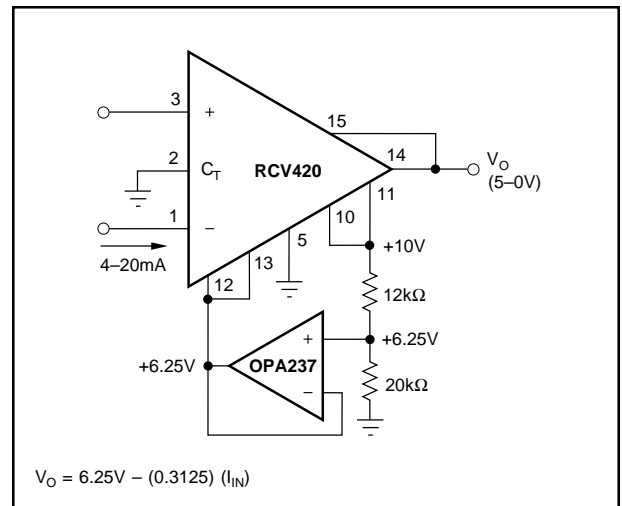 3
+
15
2
C_T
RCV420
14
V_O
(5–0V)
11
1
−
10
5
+10V
4–20mA
13
12
12kΩ
+
+6.25V
+6.25V
OPA237
−
20kΩ
V_O = 6.25V – (0.3125) (I_IN)